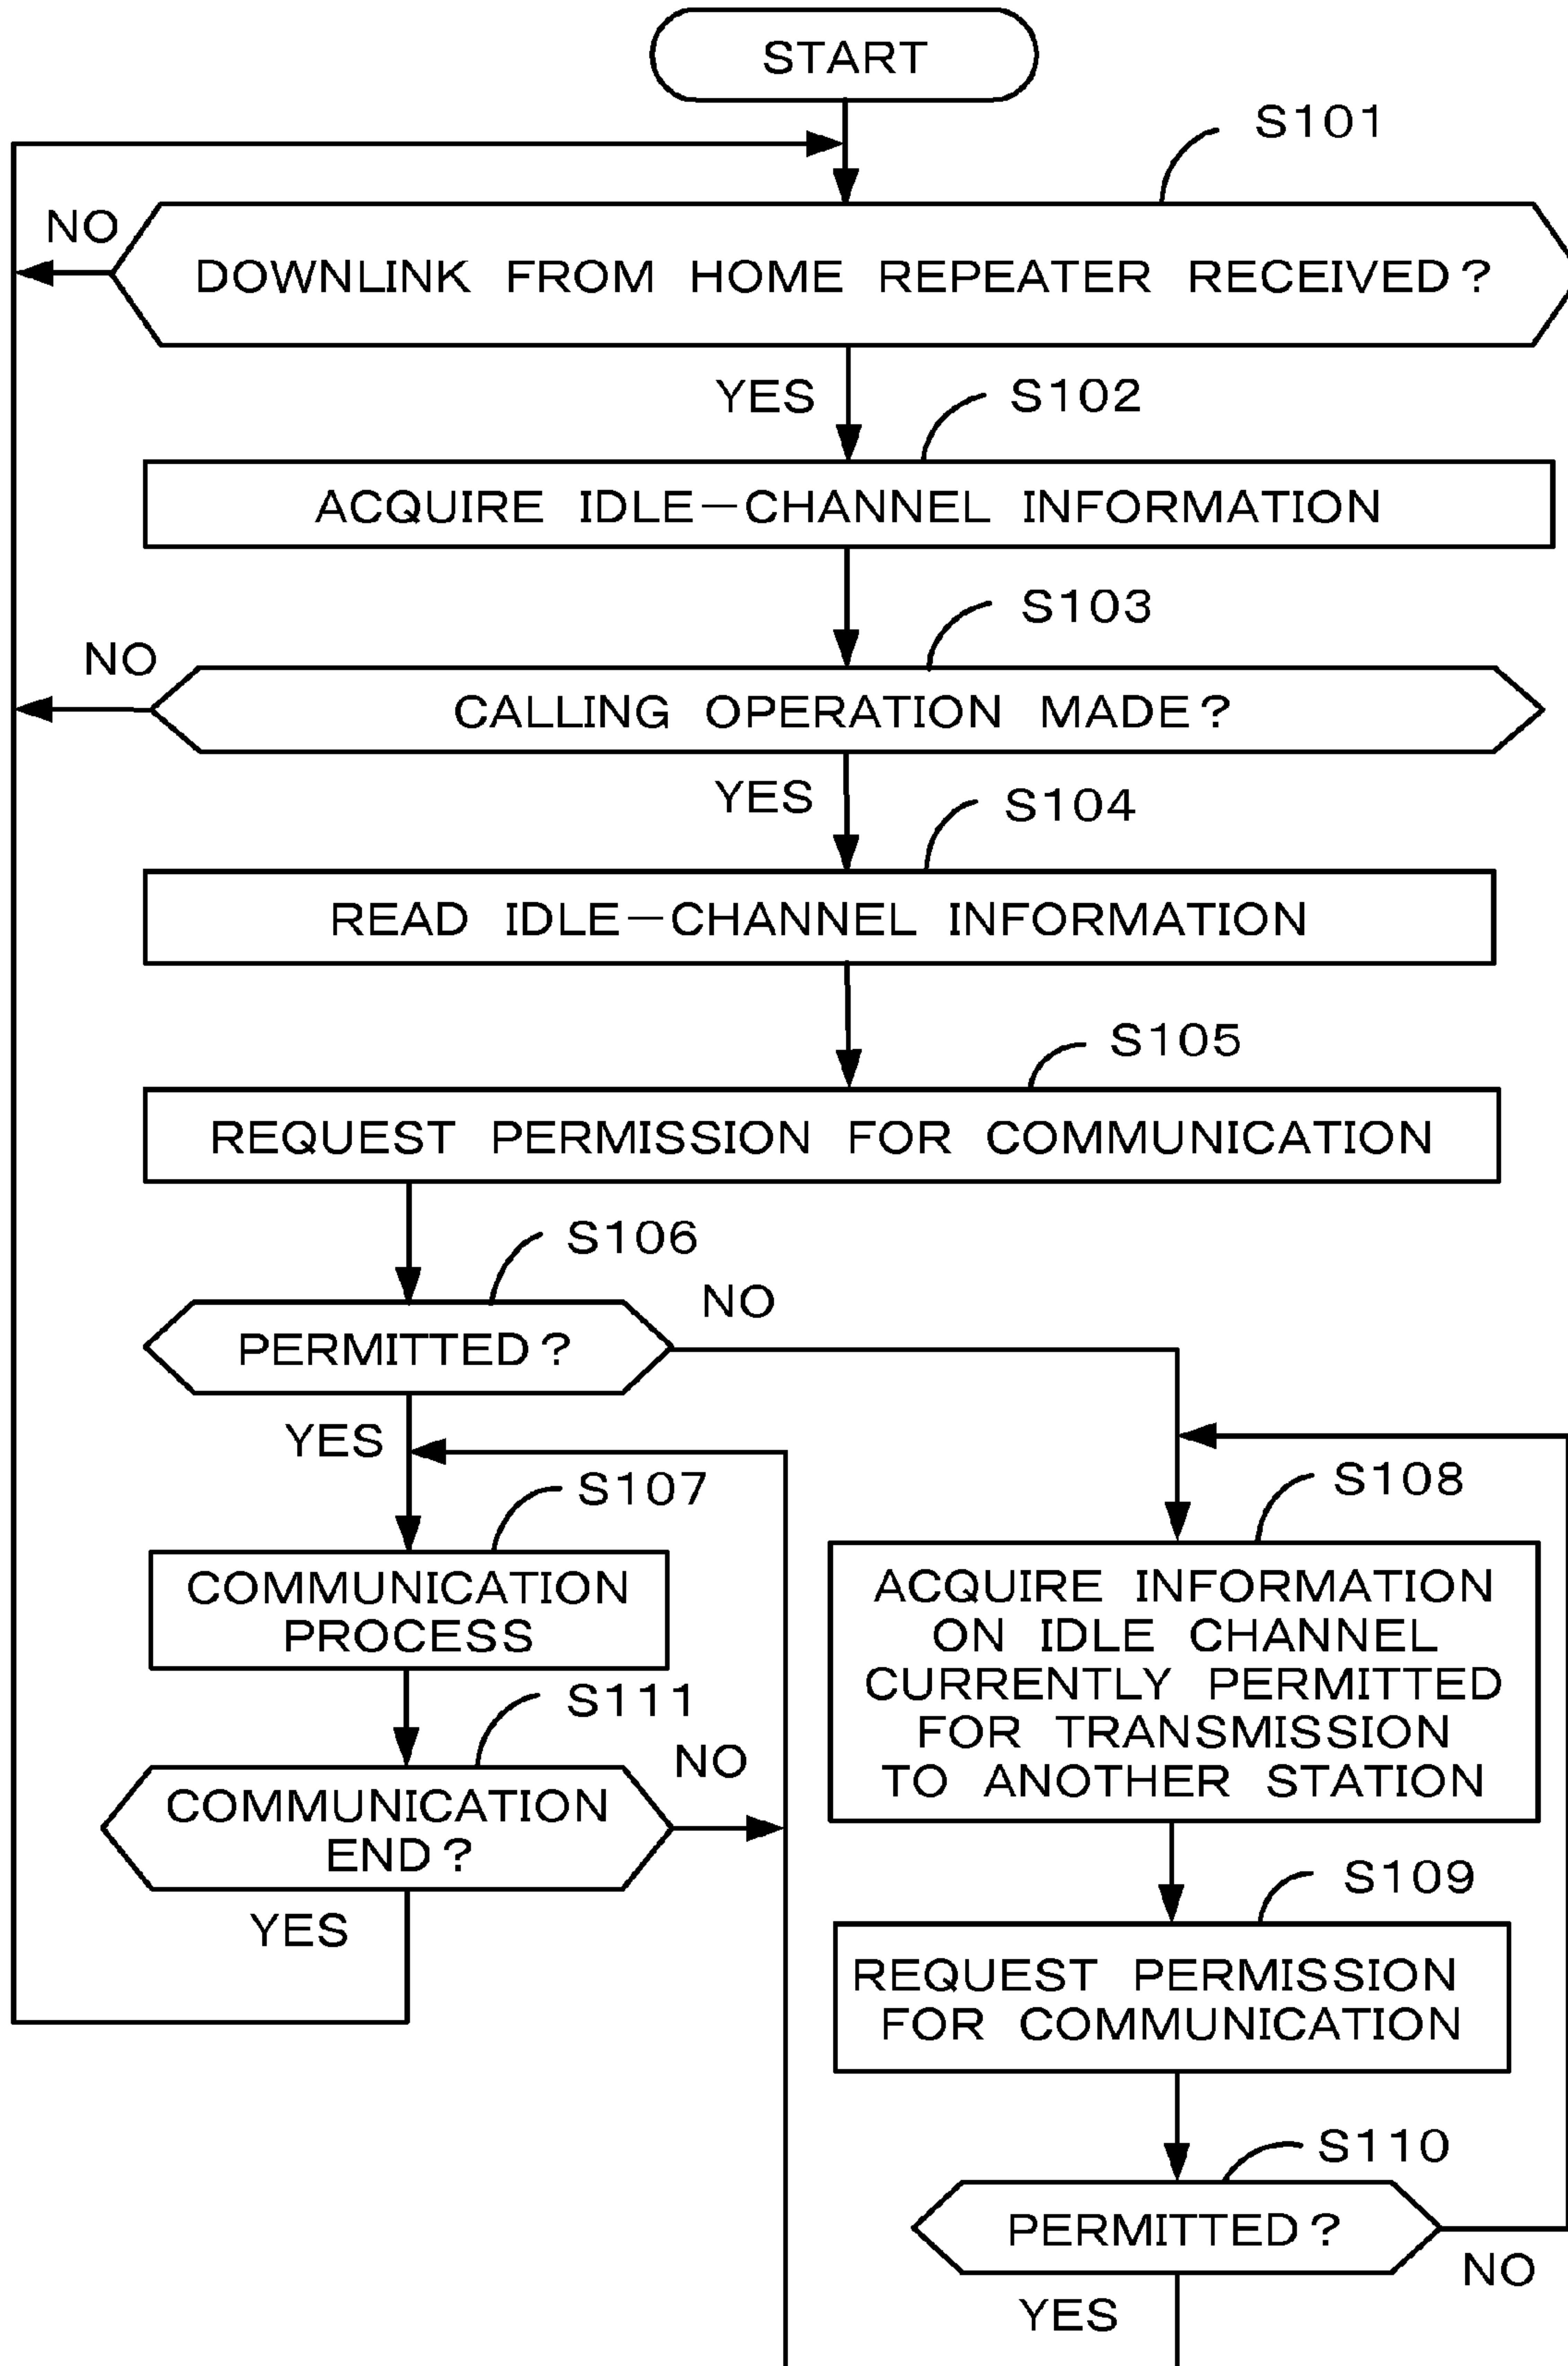 START
S101
NO
DOWNLINK FROM HOME REPEATER RECEIVED?
YES
S102
ACQUIRE IDLE-CHANNEL INFORMATION
S103
NO
CALLING OPERATION MADE?
YES
S104
READ IDLE-CHANNEL INFORMATION
S105
REQUEST PERMISSION FOR COMMUNICATION
S106
NO
PERMITTED?
YES
S107
COMMUNICATION
PROCESS
S111
NO
COMMUNICATION
END?
YES
S108
ACQUIRE INFORMATION
ON IDLE CHANNEL
CURRENTLY PERMITTED
FOR TRANSMISSION
TO ANOTHER STATION
S109
REQUEST PERMISSION
FOR COMMUNICATION
S110
PERMITTED?
NO
YES